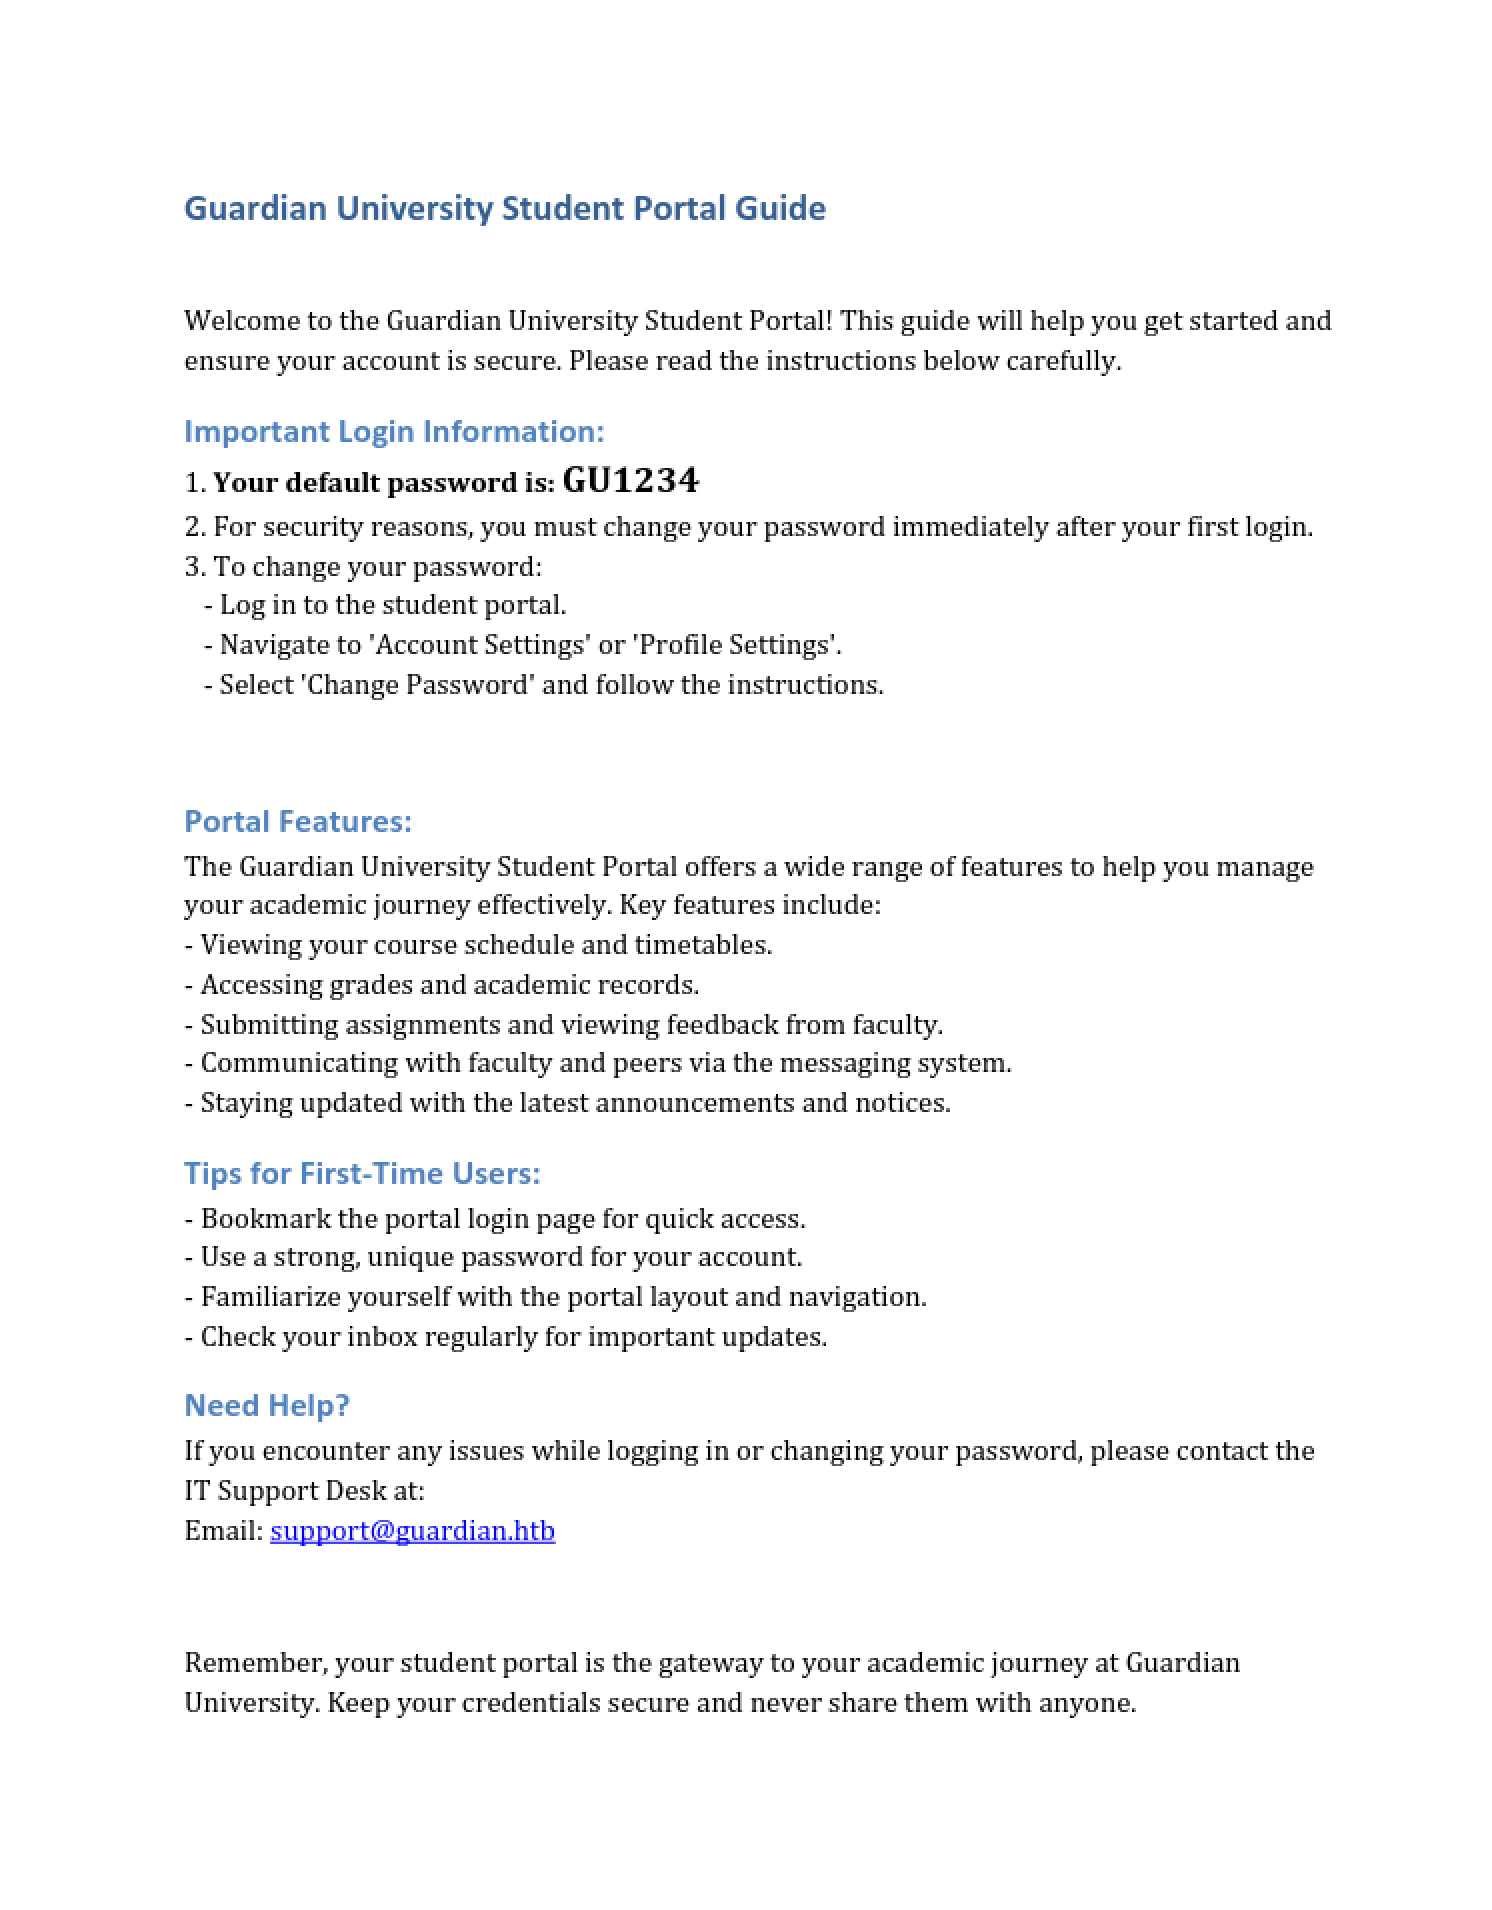 Guardian University Student Portal Guide
Welcome to the Guardian University Student Portal! This guide will help you get started and
ensure your account is secure. Please read the instructions below carefully.
Important Login Information:
1. Your default password is: GU1234
2. For security reasons, you must change your password immediately after your first login.
3. To change your password:
- Log in to the student portal.
- Navigate to 'Account Settings' or 'Profile Settings'.
- Select 'Change Password' and follow the instructions.
Portal Features:
The Guardian University Student Portal offers a wide range of features to help you manage
your academic journey effectively. Key features include:
- Viewing your course schedule and timetables.
- Accessing grades and academic records.
- Submitting assignments and viewing feedback from faculty.
- Communicating with faculty and peers via the messaging system.
- Staying updated with the latest announcements and notices.
Tips for First-Time Users:
- Bookmark the portal login page for quick access.
- Use a strong, unique password for your account.
- Familiarize yourself with the portal layout and navigation.
- Check your inbox regularly for important updates.
Need Help?
If you encounter any issues while logging in or changing your password, please contact the
IT Support Desk at:
Email: support@guardian.htb
Remember, your student portal is the gateway to your academic journey at Guardian
University. Keep your credentials secure and never share them with anyone.